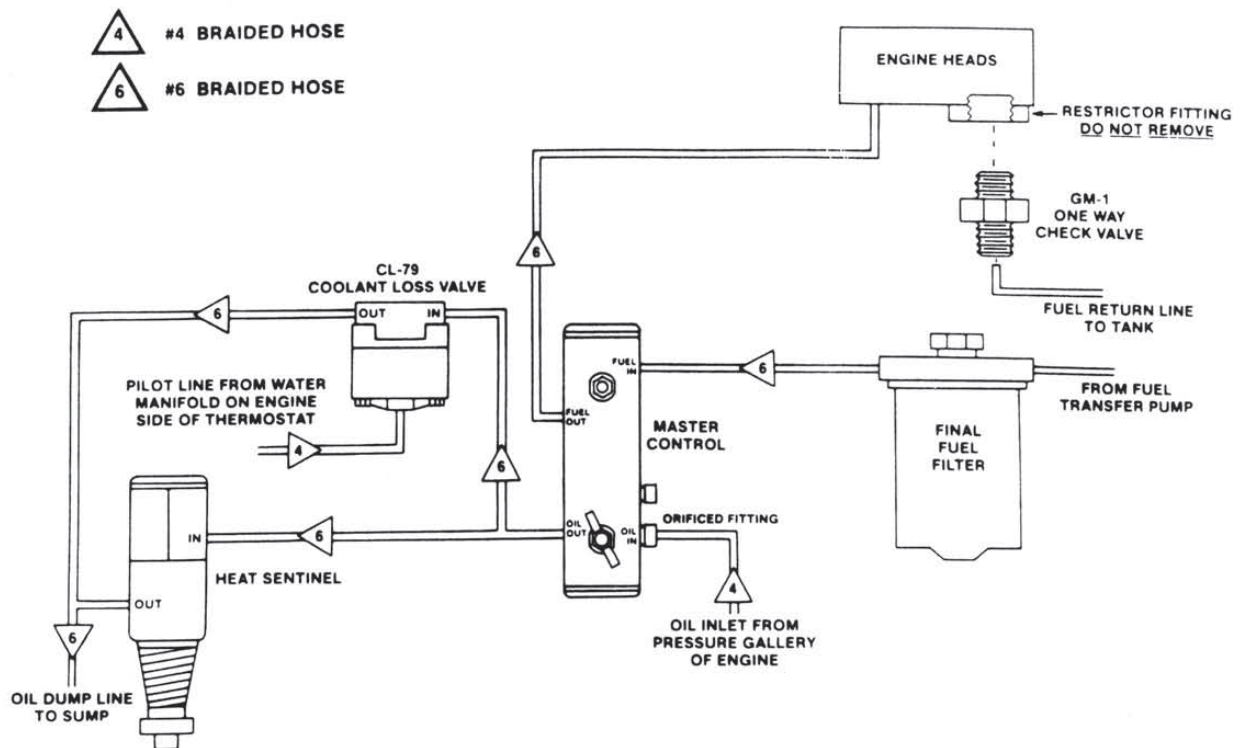 4 #4 BRAIDED HOSE
6 #6 BRAIDED HOSE
ENGINE HEADS
RESTRICTOR FITTING
DO NOT REMOVE
GM-1
ONE WAY
CHECK VALVE
FUEL RETURN LINE
TO TANK
6
CL-79
COOLANT LOSS VALVE
OUT IN
6
PILOT LINE FROM WATER
MANIFOLD ON ENGINE
SIDE OF THERMOSTAT
4
FUEL
IN
6
FROM FUEL
TRANSFER PUMP
FUEL
OUT
MASTER
CONTROL
FINAL
FUEL
FILTER
6
OIL
OUT
OIL
IN
ORIFICED FITTING
IN
6
HEAT SENTINEL
OUT
4
OIL INLET FROM
PRESSURE GALLERY
OF ENGINE
6
OIL DUMP LINE
TO SUMP